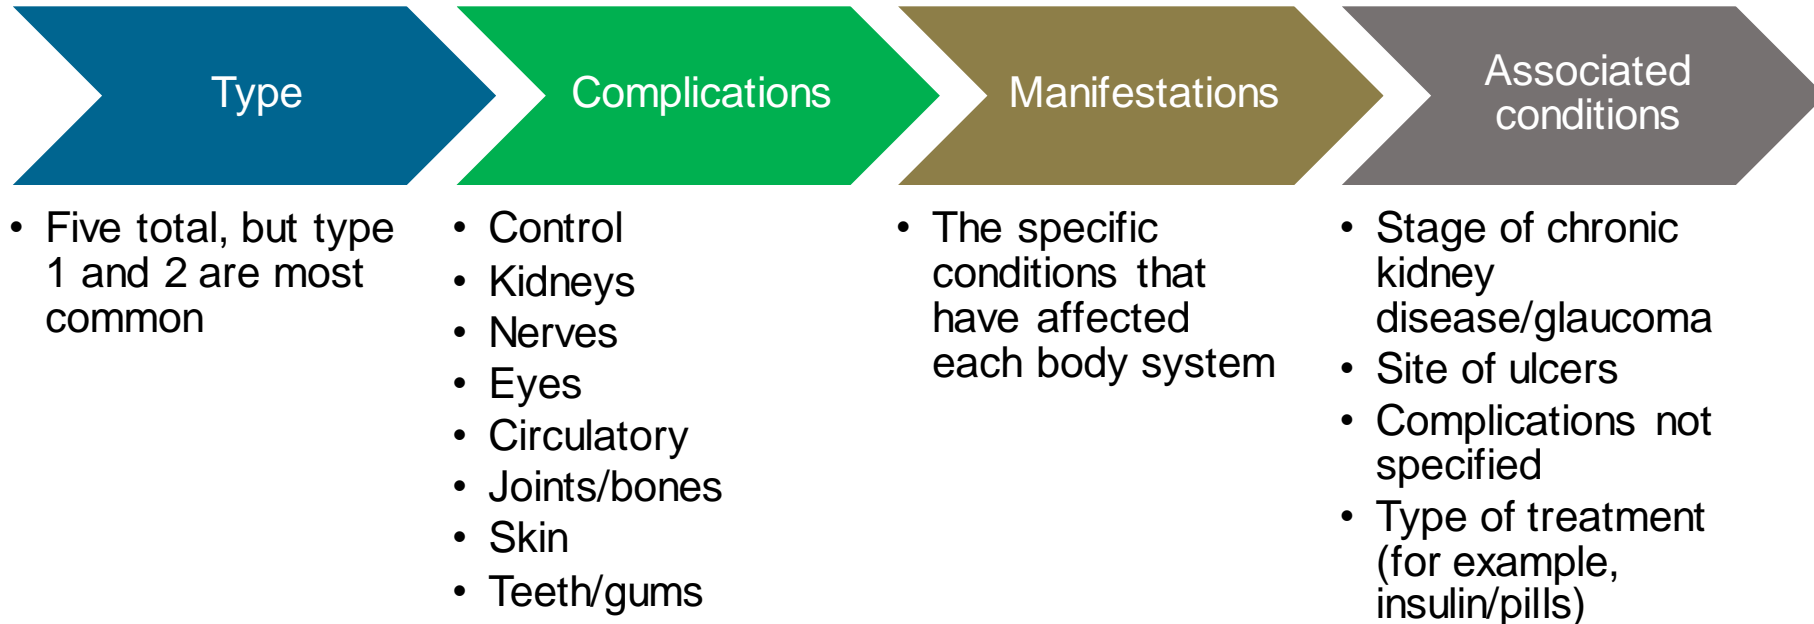 Type
• Five total, but type
1 and 2 are most
common
Complications
• Control
• Kidneys
• Nerves
• Eyes
• Circulatory
• Joints/bones
• Skin
• Teeth/gums
Manifestations
• The specific
conditions that
have affected
each body system
Associated
conditions
• Stage of chronic
kidney
disease/glaucoma
• Site of ulcers
• Complications not
specified
• Type of treatment
(for example,
insulin/pills)